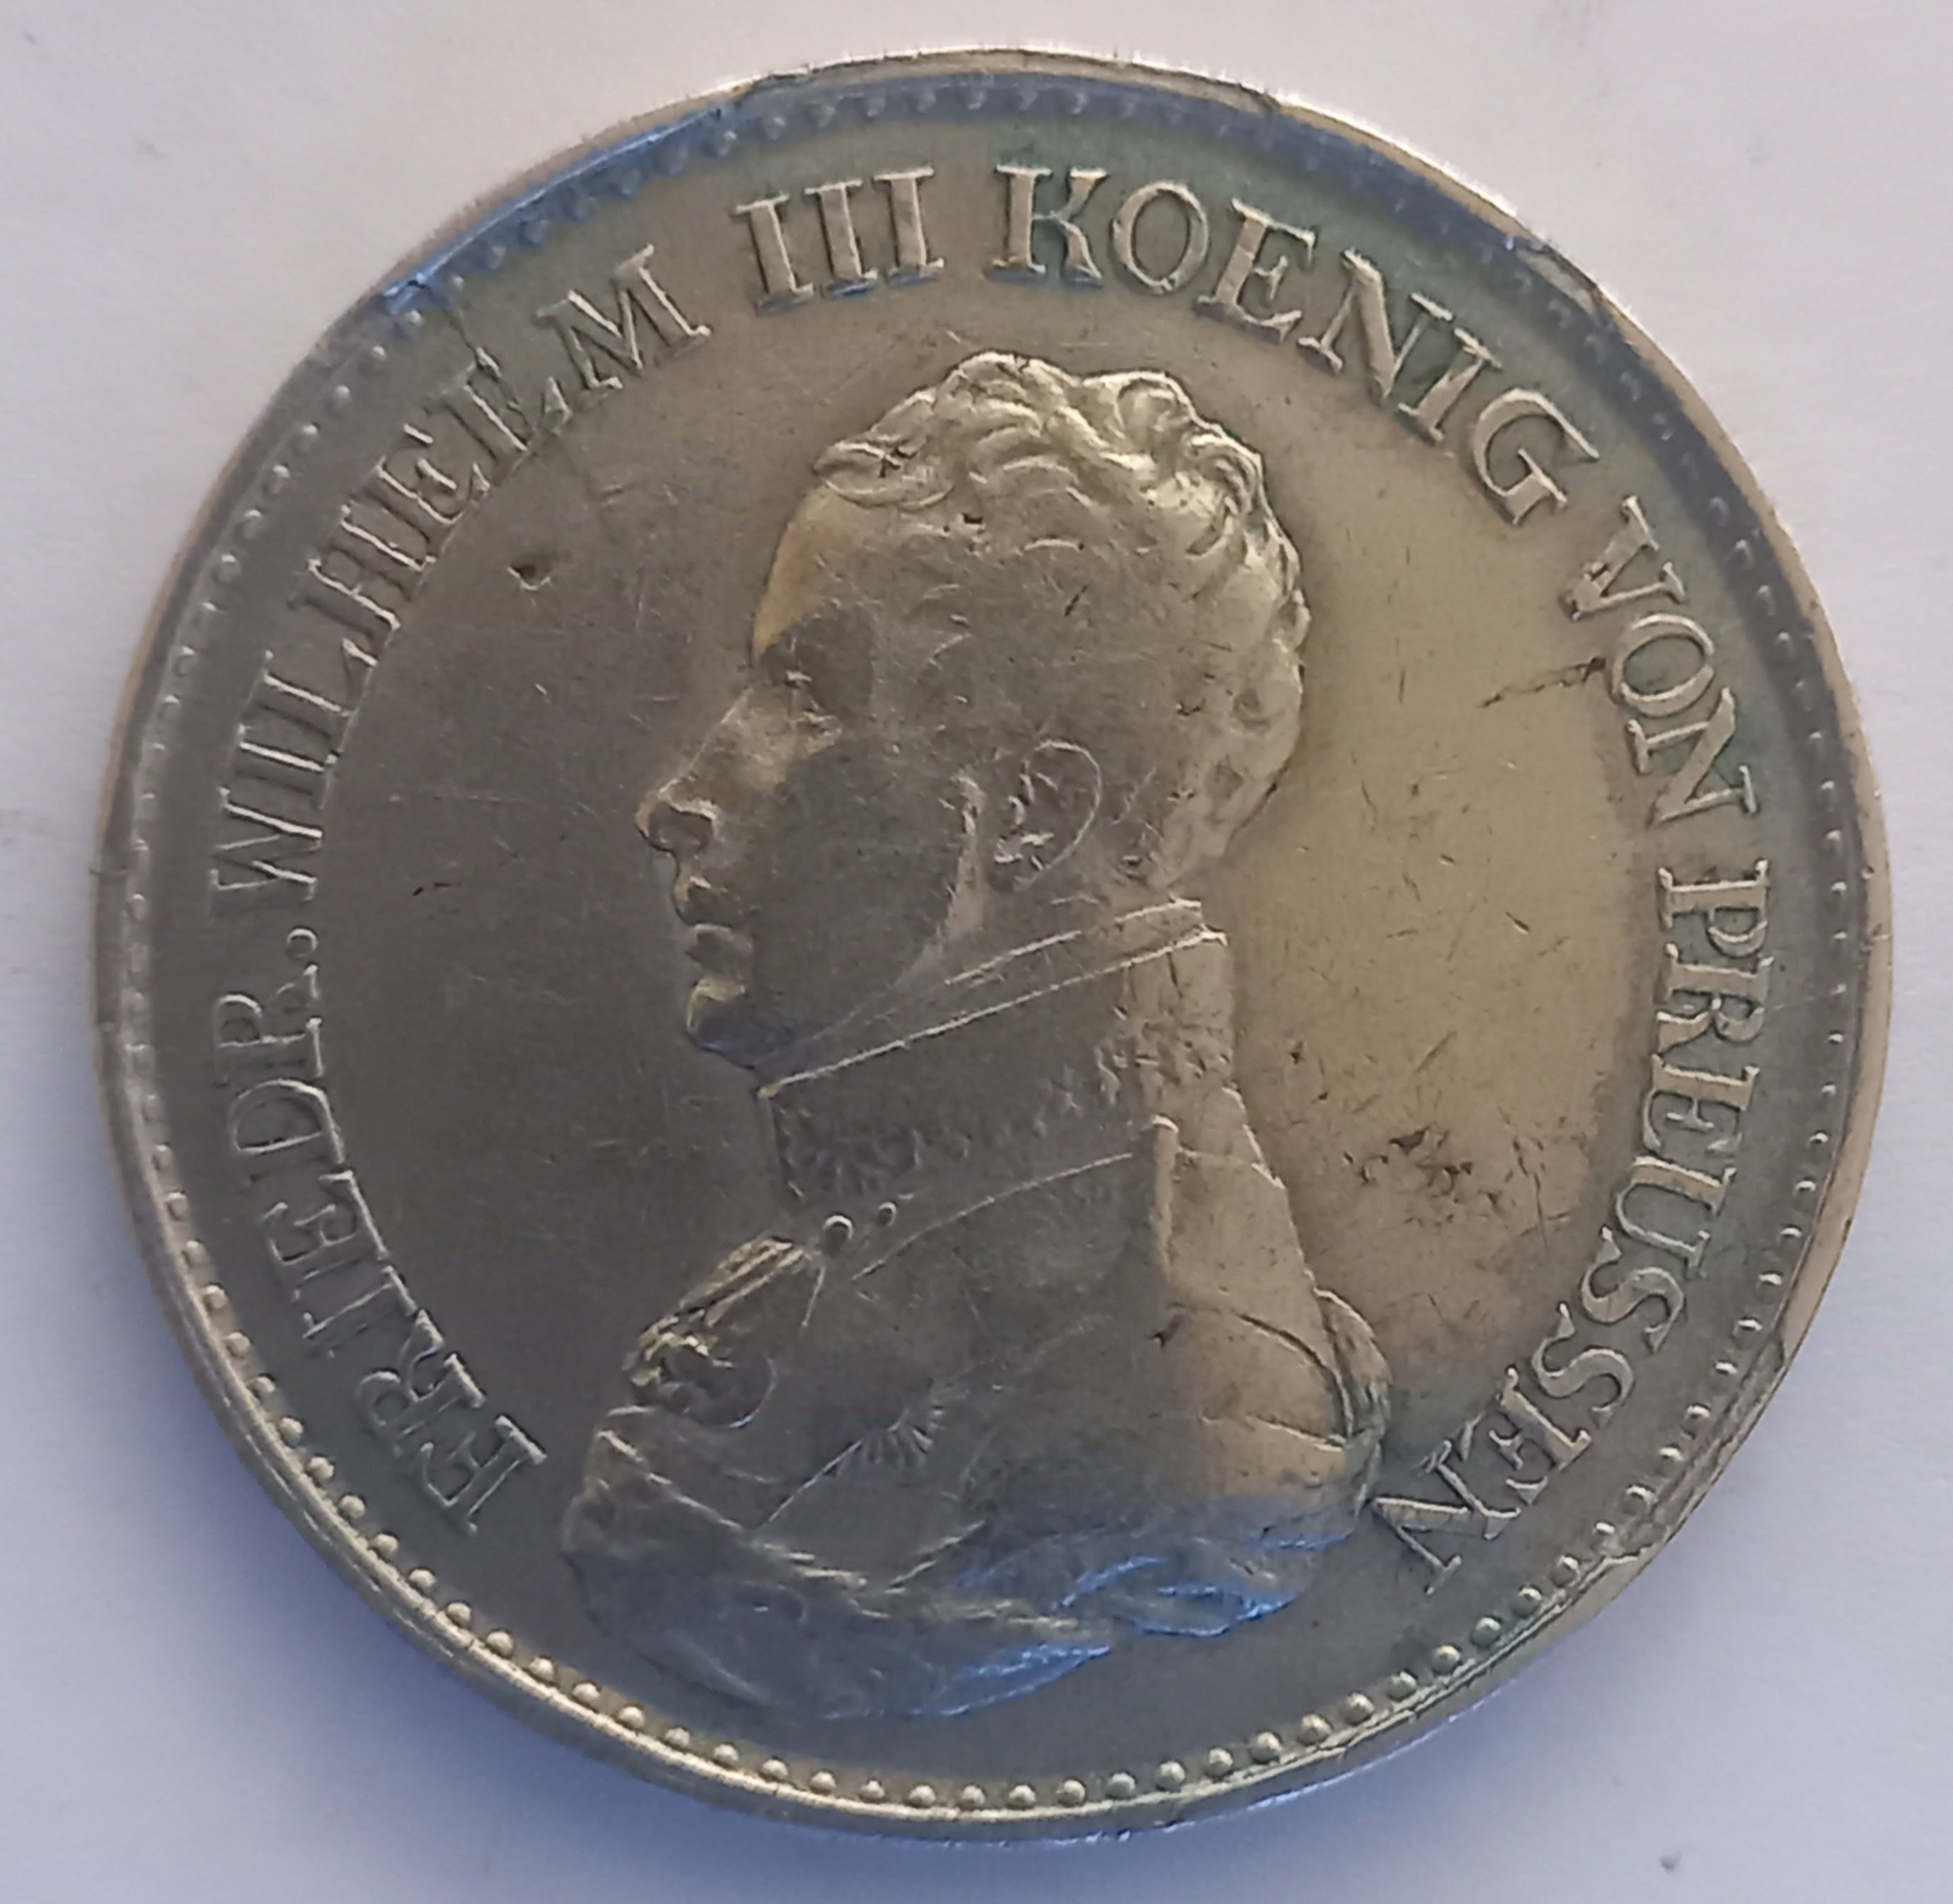 FRIEDR. WILHELM III KOENIG VON PREUSSEN